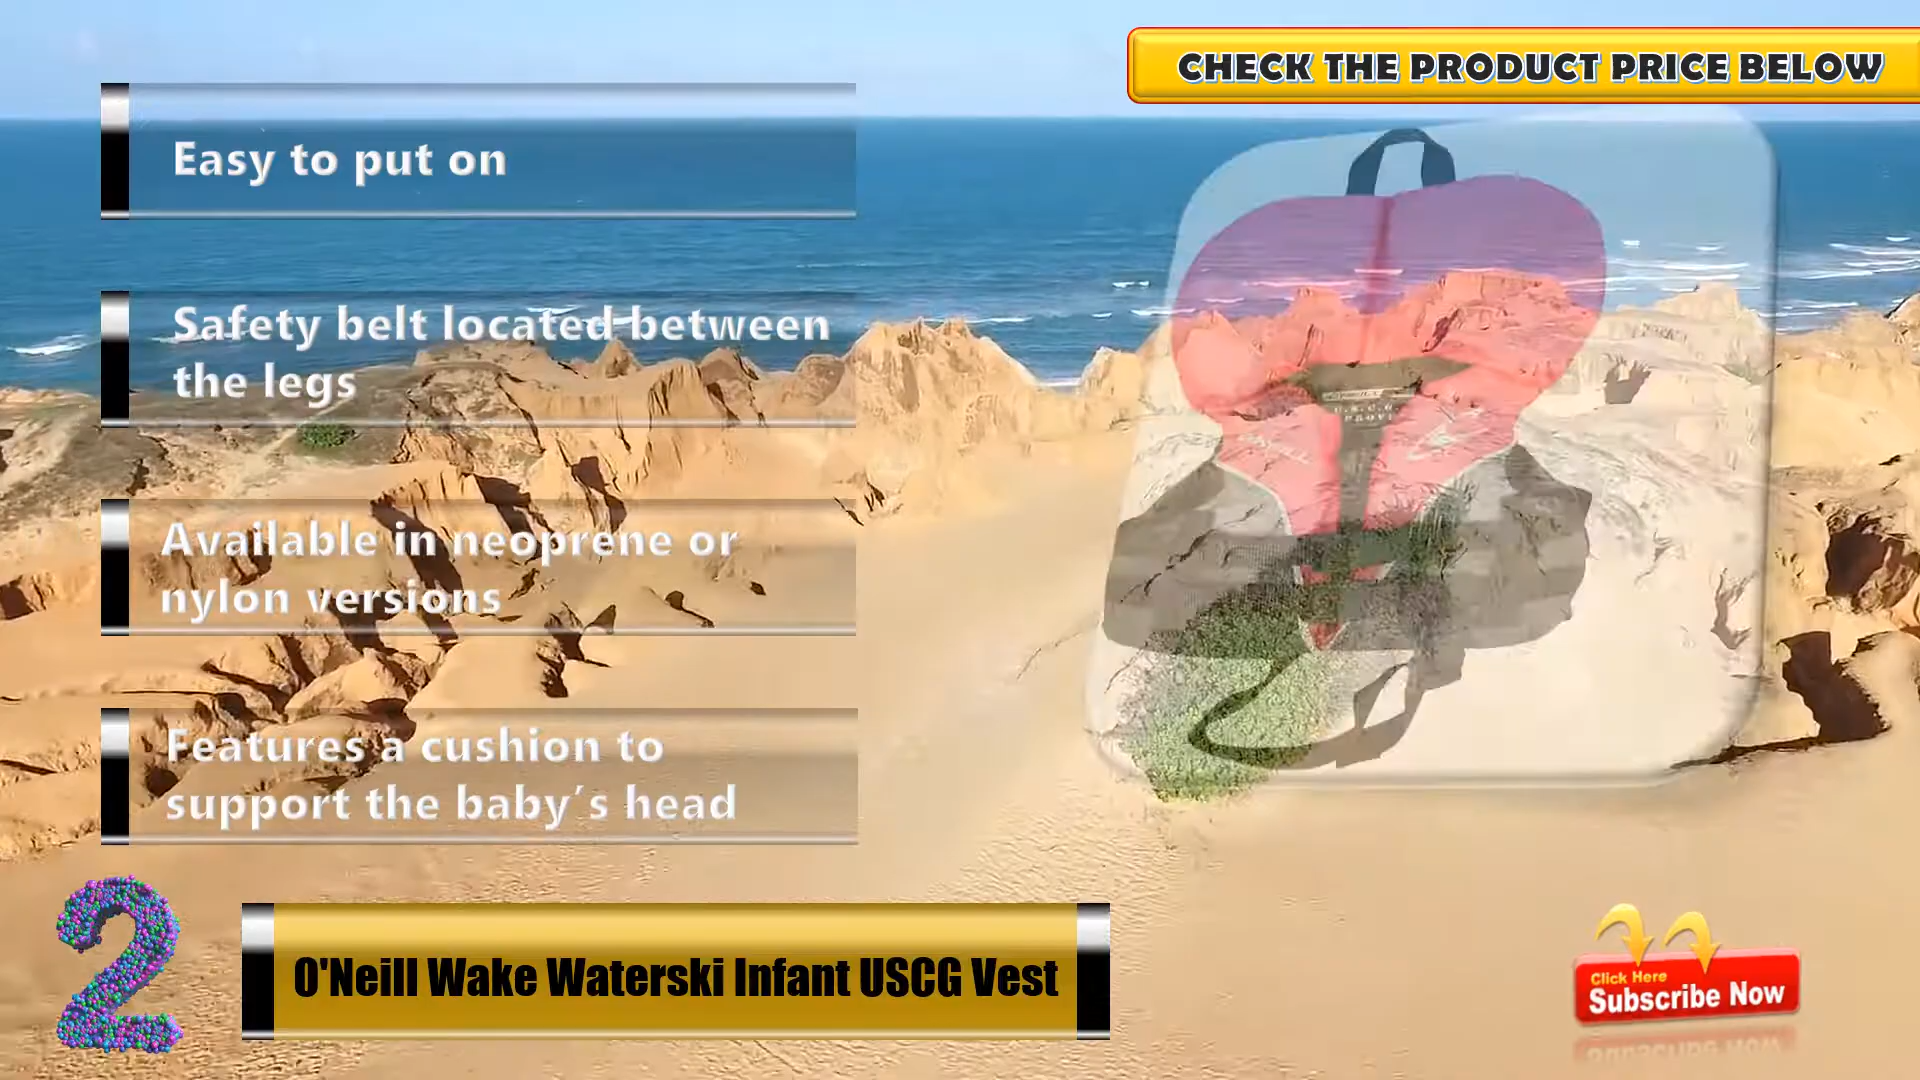 CHECK THE PRODUCT PRICE BELOW
Easy to put on
Safety belt located between
the legs
Available in neoprene or
nylon versions
Features a cushion to
support the baby´s head
2
O'Neill Wake Waterski Infant USCG Vest
Click Here
Subscribe Now